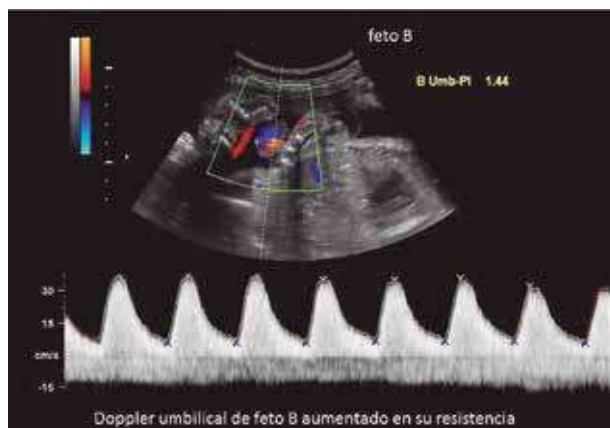 feto B
B Umb-PI 1.44
30
15
cm/s
-15
Doppler umbilical de feto B aumentado en su resistencia